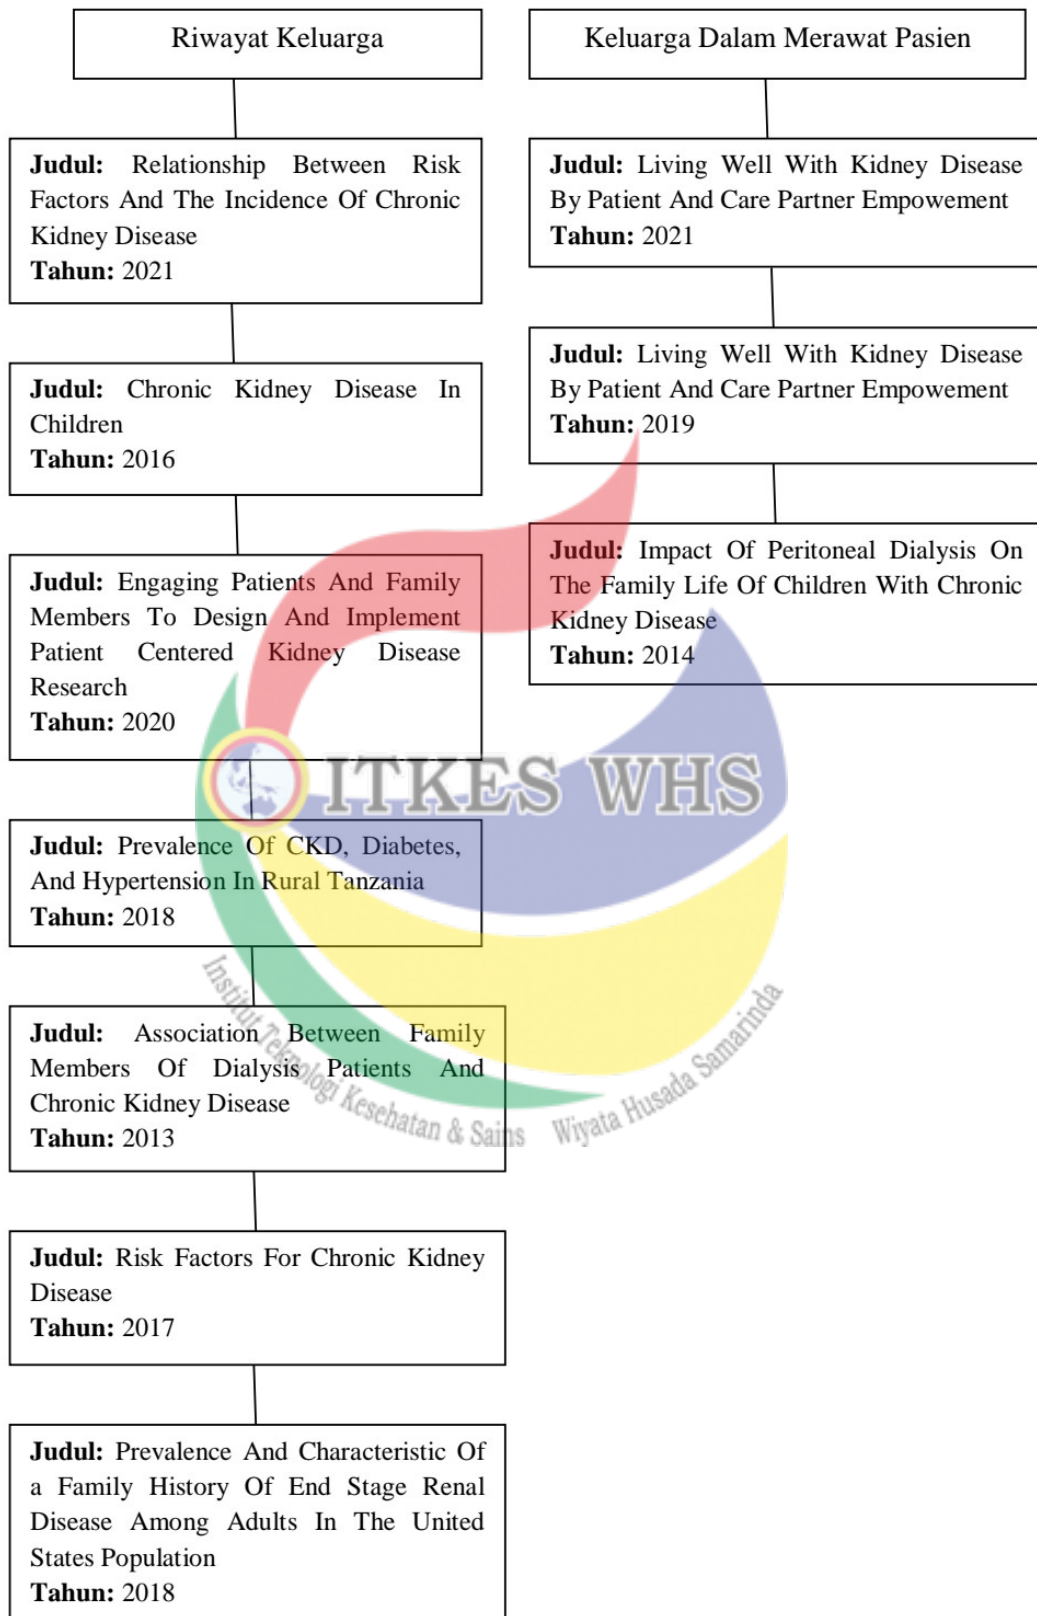 Riwayat Keluarga
Judul: Relationship Between Risk
Factors And The Incidence Of Chronic
Kidney Disease
Tahun: 2021
Judul: Chronic Kidney Disease In
Children
Tahun: 2016
Judul: Engaging Patients And Family
Members To Design And Implement
Patient Centered Kidney Disease
Research
Tahun: 2020
Judul: Prevalence Of CKD, Diabetes,
And Hypertension In Rural Tanzania
Tahun: 2018
Judul: Association Between Family
Members Of Dialysis Patients And
Chronic Kidney Disease
Tahun: 2013
Judul: Risk Factors For Chronic Kidney
Disease
Tahun: 2017
Judul: Prevalence And Characteristic Of
a Family History Of End Stage Renal
Disease Among Adults In The United
States Population
Tahun: 2018
Keluarga Dalam Merawat Pasien
Judul: Living Well With Kidney Disease
By Patient And Care Partner Empowement
Tahun: 2021
Judul: Living Well With Kidney Disease
By Patient And Care Partner Empowement
Tahun: 2019
Judul: Impact Of Peritoneal Dialysis On
The Family Life Of Children With Chronic
Kidney Disease
Tahun: 2014
ITKES WHS
Institut Teknologi Kesehatan & Sains Wiyata Husada Samarinda